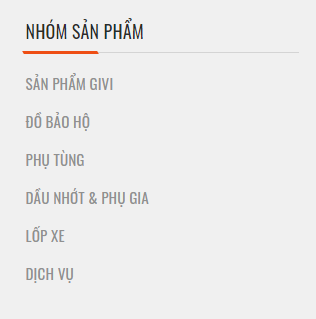 NHÓM SẢN PHẨM
SẢN PHẨM GIVI
ĐỒ BẢO HỘ
PHỤ TÙNG
DẦU NHỚT & PHỤ GIA
LỐP XE
DỊCH VỤ